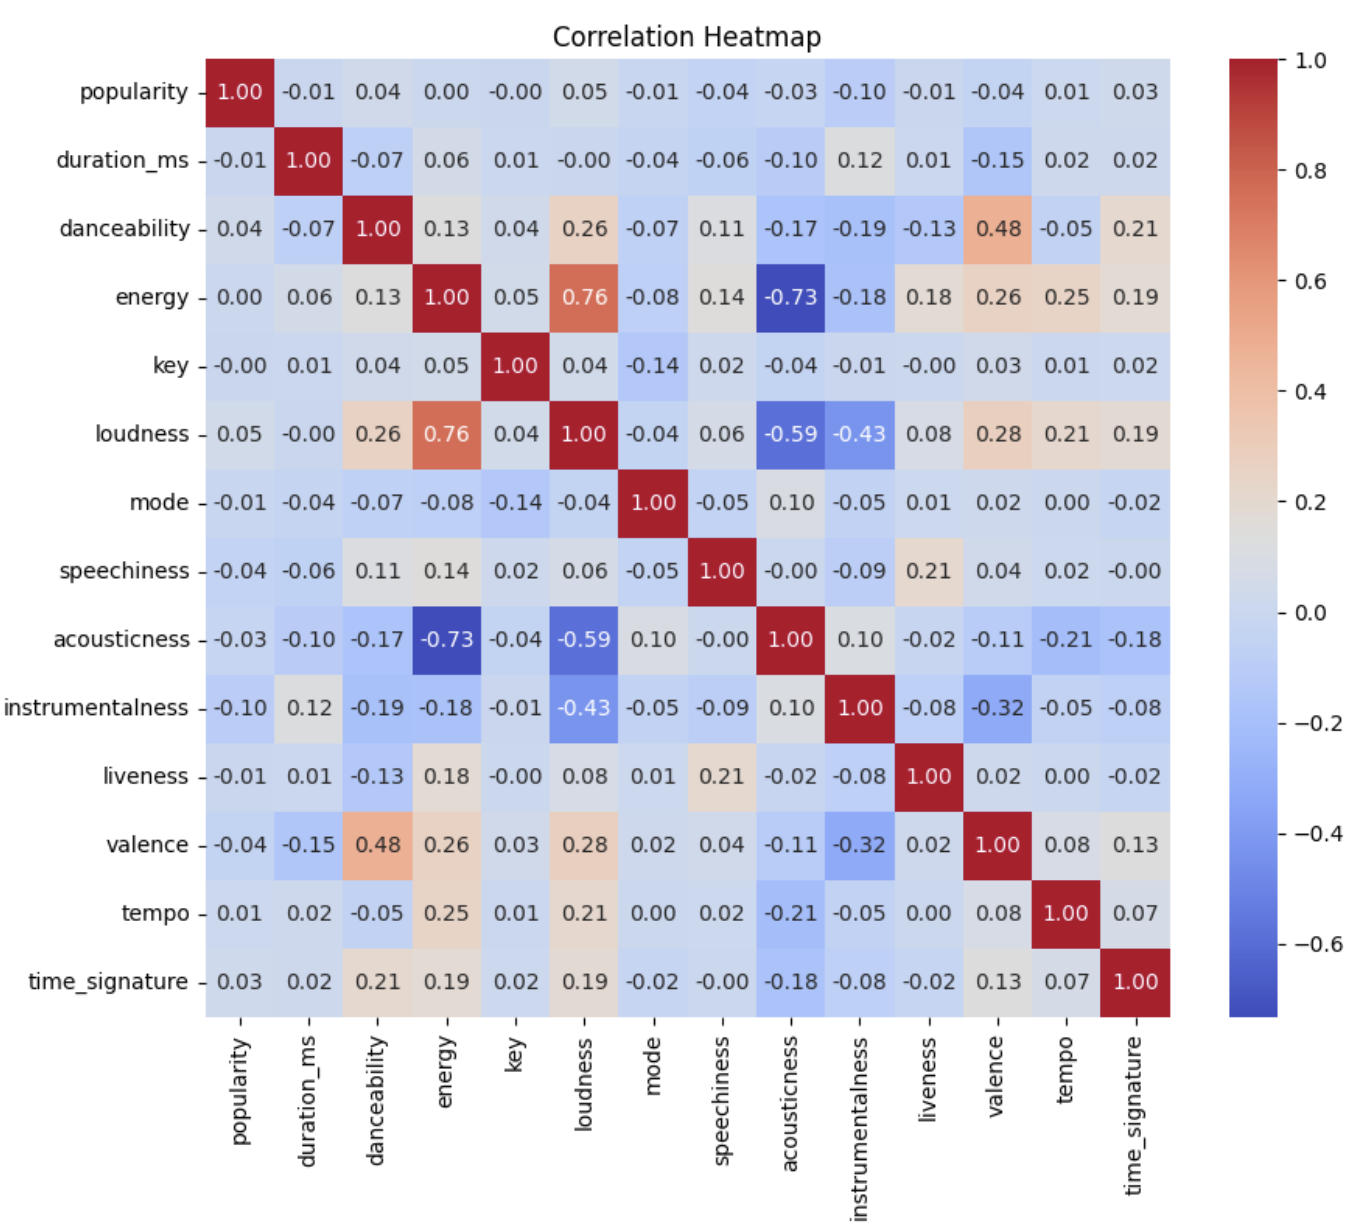 Correlation Heatmap
popularity 1.00 -0.01 0.04 0.00 -0.00 0.05 -0.01 -0.04 -0.03 -0.10 -0.01 -0.04 0.01 0.03
duration_ms -0.01 1.00 -0.07 0.06 0.01 -0.00 -0.04 -0.06 -0.10 0.12 0.01 -0.15 0.02 0.02
danceability 0.04 -0.07 1.00 0.13 0.04 0.26 -0.07 0.11 -0.17 -0.19 -0.13 0.48 -0.05 0.21
energy 0.00 0.06 0.13 1.00 0.05 0.76 -0.08 0.14 -0.73 -0.18 0.18 0.26 0.25 0.19
key -0.00 0.01 0.04 0.05 1.00 0.04 -0.14 0.02 -0.04 -0.01 -0.00 0.03 0.01 0.02
loudness 0.05 -0.00 0.26 0.76 0.04 1.00 -0.04 0.06 -0.59 -0.43 0.08 0.28 0.21 0.19
mode -0.01 -0.04 -0.07 -0.08 -0.14 -0.04 1.00 -0.05 0.10 -0.05 0.01 0.02 0.00 -0.02
speechiness -0.04 -0.06 0.11 0.14 0.02 0.06 -0.05 1.00 -0.00 -0.09 0.21 0.04 0.02 -0.00
acousticness -0.03 -0.10 -0.17 -0.73 -0.04 -0.59 0.10 -0.00 1.00 0.10 -0.02 -0.11 -0.21 -0.18
instrumentalness -0.10 0.12 -0.19 -0.18 -0.01 -0.43 -0.05 -0.09 0.10 1.00 -0.08 -0.32 -0.05 -0.08
liveness -0.01 0.01 -0.13 0.18 -0.00 0.08 0.01 0.21 -0.02 -0.08 1.00 0.02 0.00 -0.02
valence -0.04 -0.15 0.48 0.26 0.03 0.28 0.02 0.04 -0.11 -0.32 0.02 1.00 0.08 0.13
tempo 0.01 0.02 -0.05 0.25 0.01 0.21 0.00 0.02 -0.21 -0.05 0.00 0.08 1.00 0.07
time_signature 0.03 0.02 0.21 0.19 0.02 0.19 -0.02 -0.00 -0.18 -0.08 -0.02 0.13 0.07 1.00
popularity
duration_ms
danceability
energy
key
loudness
mode
speechiness
acousticness
instrumentalness
liveness
valence
tempo
time_signature
1.0
0.8
0.6
0.4
0.2
0.0
−0.2
−0.4
−0.6